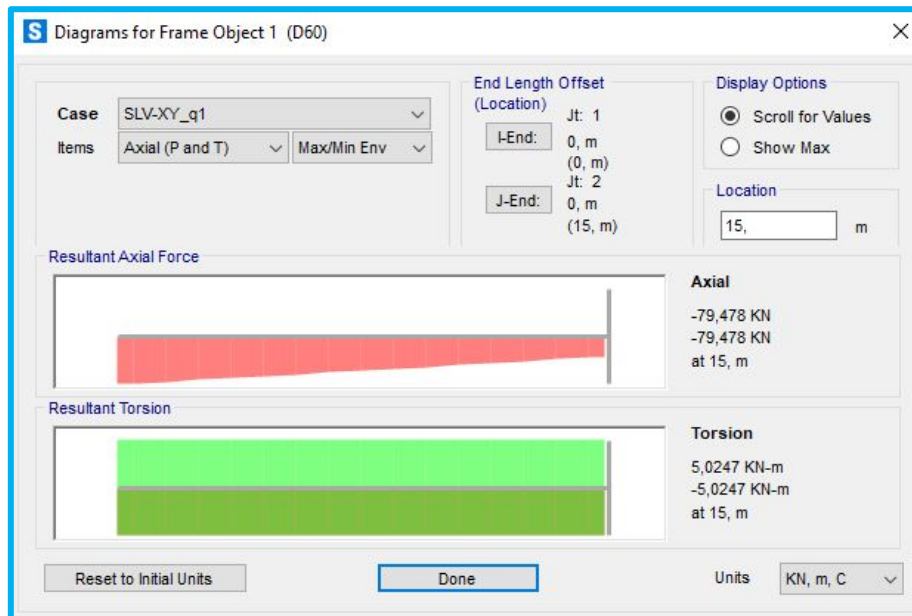 S Diagrams for Frame Object 1 (D60)
Case SLV-XY_q1
Items Axial (P and T) Max/Min Env
End Length Offset
(Location)
Jt: 1
I-End: 0, m
(0, m)
Jt: 2
J-End: 0, m
(15, m)
Display Options
Scroll for Values
Show Max
Location
15, m
Resultant Axial Force
Axial
-79,478 KN
-79,478 KN
at 15, m
Resultant Torsion
Torsion
5,0247 KN-m
-5,0247 KN-m
at 15, m
Reset to Initial Units Done Units KN, m, C